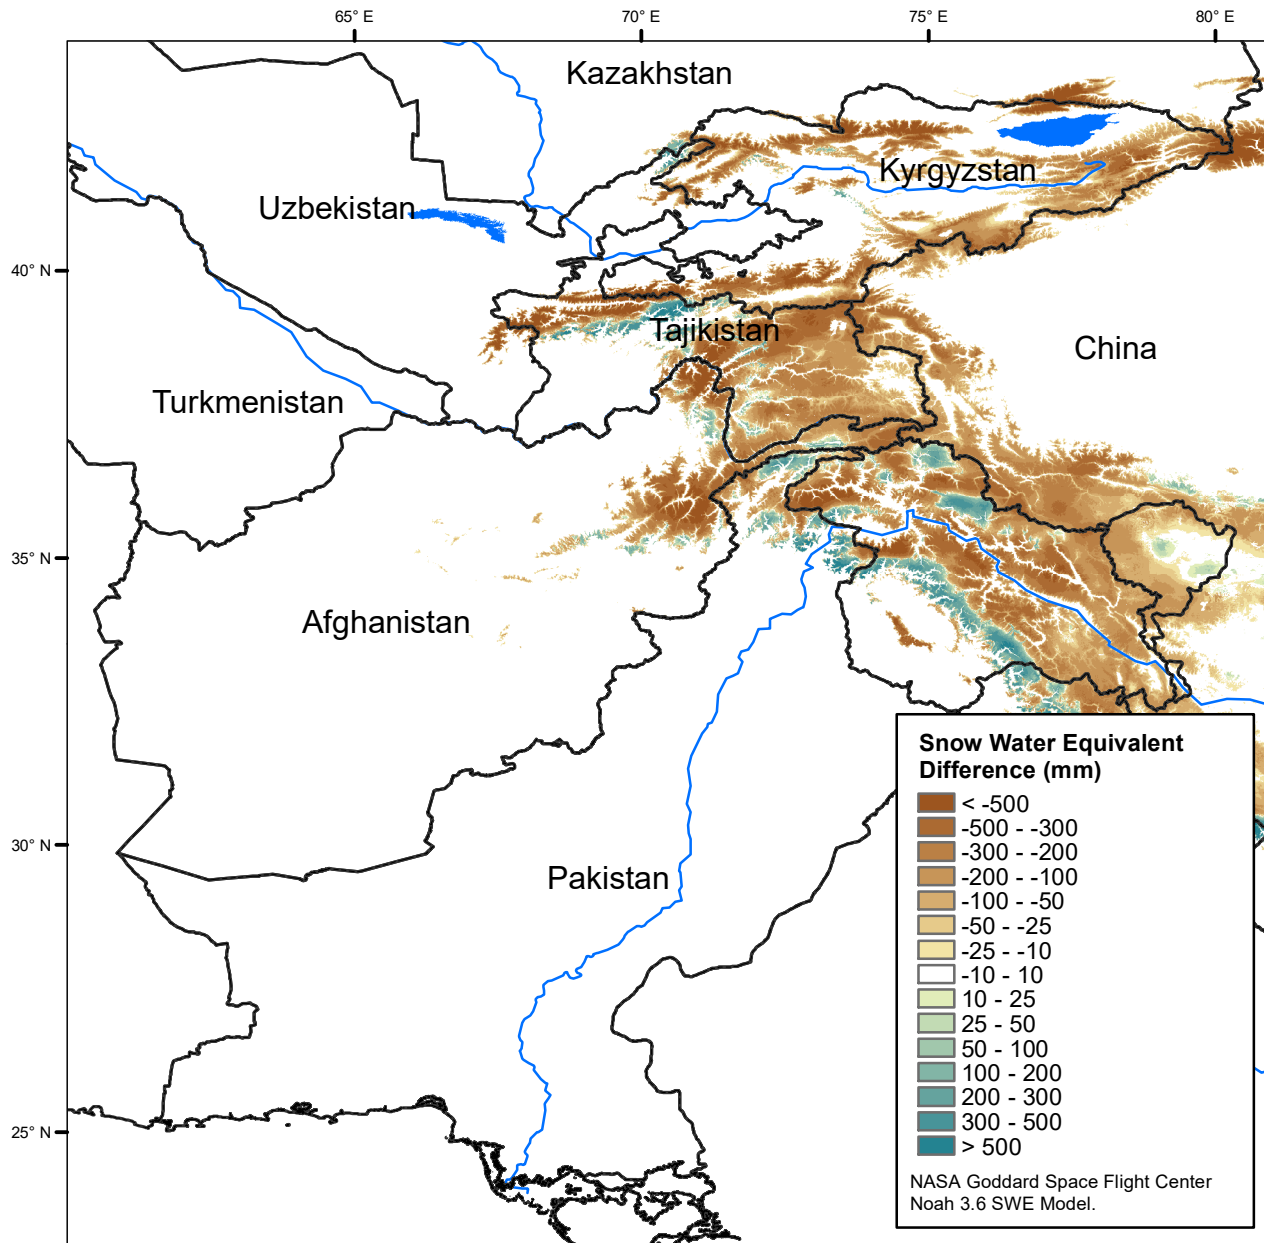 65° E
70° E
75° E
80° E
Kazakhstan
Kyrgyzstan
Uzbekistan
40° N
Tajikistan
China
Turkmenistan
35° N
Afghanistan
30° N
Pakistan
25° N
Snow Water Equivalent
Difference (mm)
< -500
-500 - -300
-300 - -200
-200 - -100
-100 - -50
-50 - -25
-25 - -10
-10 - 10
10 - 25
25 - 50
50 - 100
100 - 200
200 - 300
300 - 500
> 500
NASA Goddard Space Flight Center
Noah 3.6 SWE Model.